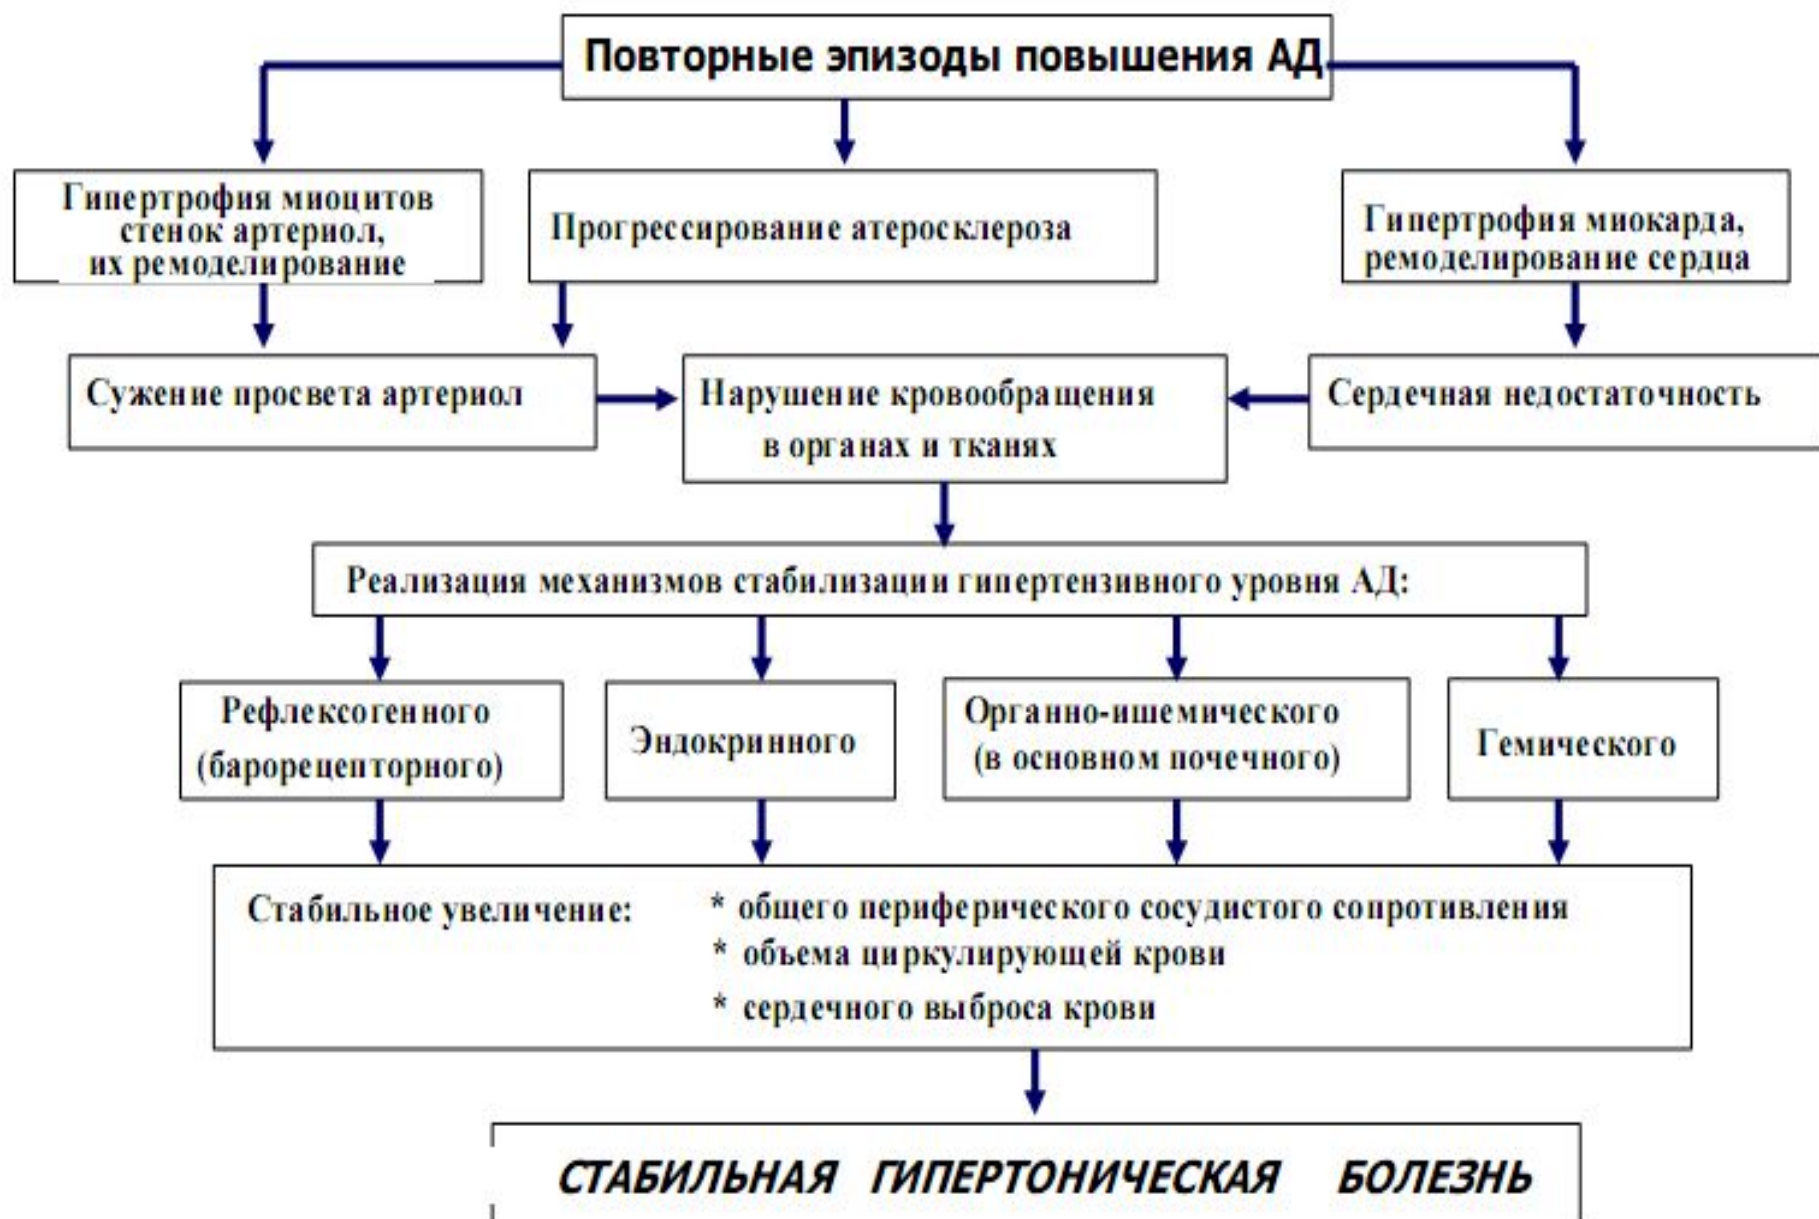 Повторные эпизоды повышения АД
Гипертрофия миоцитов
стенок артериол,
их ремоделирование
Прогрессирование атеросклероза
Гипертрофия миокарда,
ремоделирование сердца
Сужение просвета артериол
Нарушение кровообращения
в органах и тканях
Сердечная недостаточность
Реализация механизмов стабилизации гипертензивного уровня АД:
Рефлексогенного
(барорецепторного)
Эндокринного
Органно-ишемического
(в основном почечного)
Гемического
Стабильное увеличение: * общего периферического сосудистого сопротивления
* объема циркулирующей крови
* сердечного выброса крови
СТАБИЛЬНАЯ ГИПЕРТОНИЧЕСКАЯ БОЛЕЗНЬ